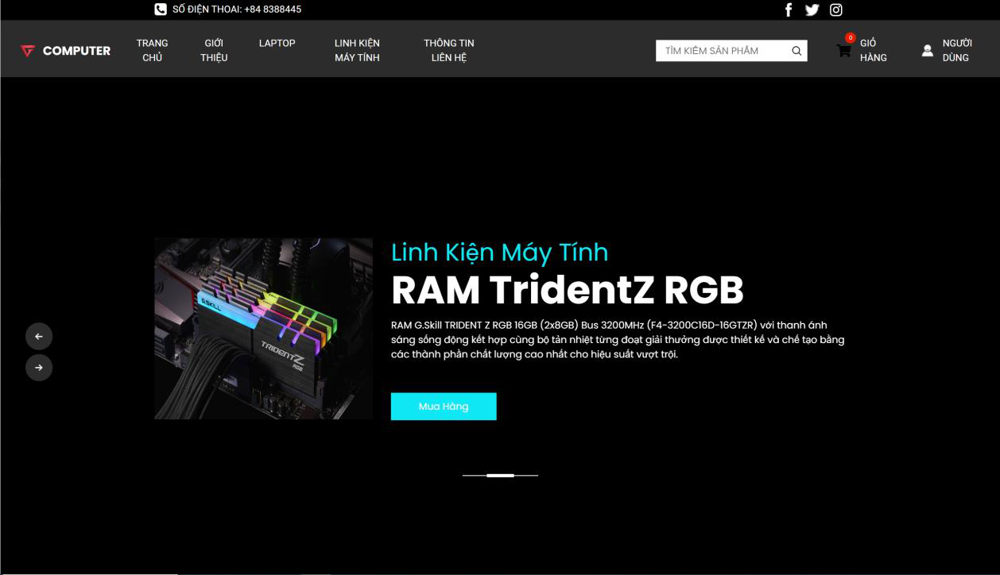 SỐ ĐIỆN THOẠI: +84 8388445
COMPUTER
TRANG
CHỦ
GIỚI
THIỆU
LAPTOP
LINH KIỆN
MÁY TÍNH
THÔNG TIN
LIÊN HỆ
TÌM KIẾM SẢN PHẨM
0
GIỎ
HÀNG
NGƯỜI
DÙNG
Linh Kiện Máy Tính
RAM TridentZ RGB
RAM G.Skill TRIDENT Z RGB 16GB (2x8GB) Bus 3200MHz (F4-3200C16D-16GTZR) với thanh ánh
sáng sống động kết hợp cùng bộ tản nhiệt từng đoạt giải thưởng được thiết kế và chế tạo bằng
các thành phần chất lượng cao nhất cho hiệu suất vượt trội.
Mua Hàng
G.SKILL
TRIDENTZ
RGB